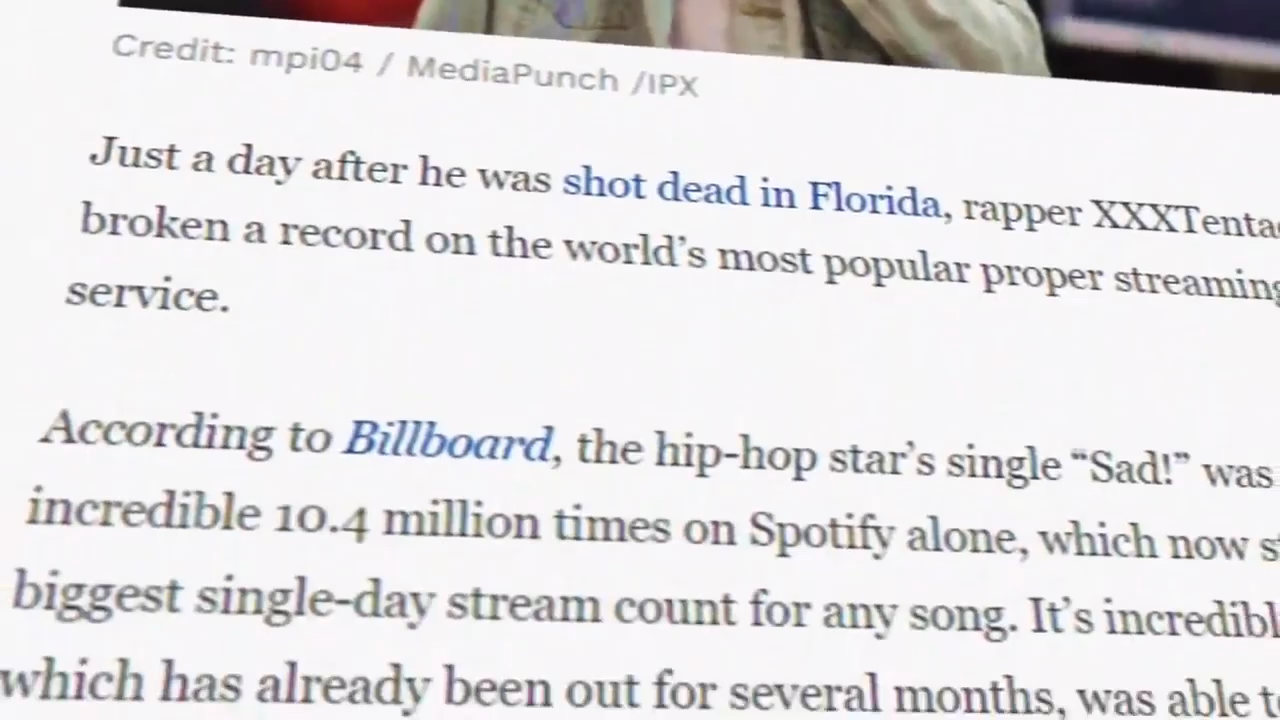 Credit: mpi04 / MediaPunch /IPX
Just a day after he was shot dead in Florida, rapper
broken a record on the world's most popular proper streaming
service.
According to Billboard, the hip-hop star's single “Sad!” was
incredible 10.4 million times on Spotify alone, which now
biggest single-day stream count for any song. It's
which has already been out for several months, was able